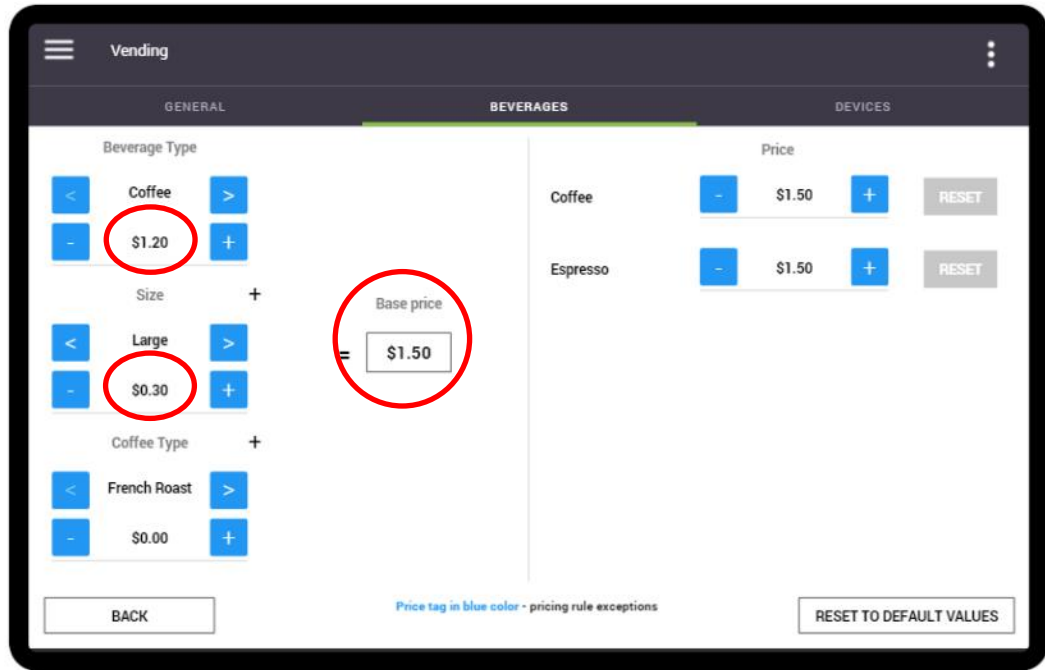 Vending
GENERAL BEVERAGES DEVICES
Beverage Type
< Coffee >
- $1.20 +
Size +
< Large >
- $0.30 +
Coffee Type +
< French Roast >
- $0.00 +
Base price
= $1.50
Price
Coffee - $1.50 + RESET
Espresso - $1.50 + RESET
BACK
Price tag in blue color - pricing rule exceptions
RESET TO DEFAULT VALUES